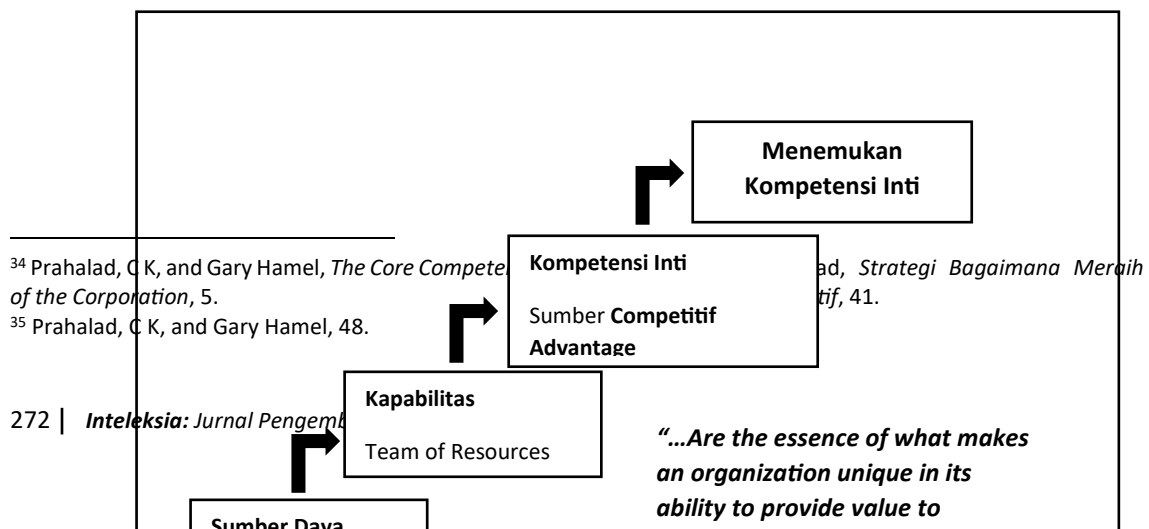 Menemukan
Kompetensi Inti
Kompetensi Inti
Sumber Competitif
Advantage
34 Prahalad, C K, and Gary Hamel, The Core Compete
of the Corporation, 5.
35 Prahalad, C K, and Gary Hamel, 48.
ad, Strategi Bagaimana Meraih
tif, 41.
Kapabilitas
Team of Resources
272 | Inteleksia: Jurnal Pengemb
"...Are the essence of what makes
an organization unique in its
ability to provide value to
Sumber Daya